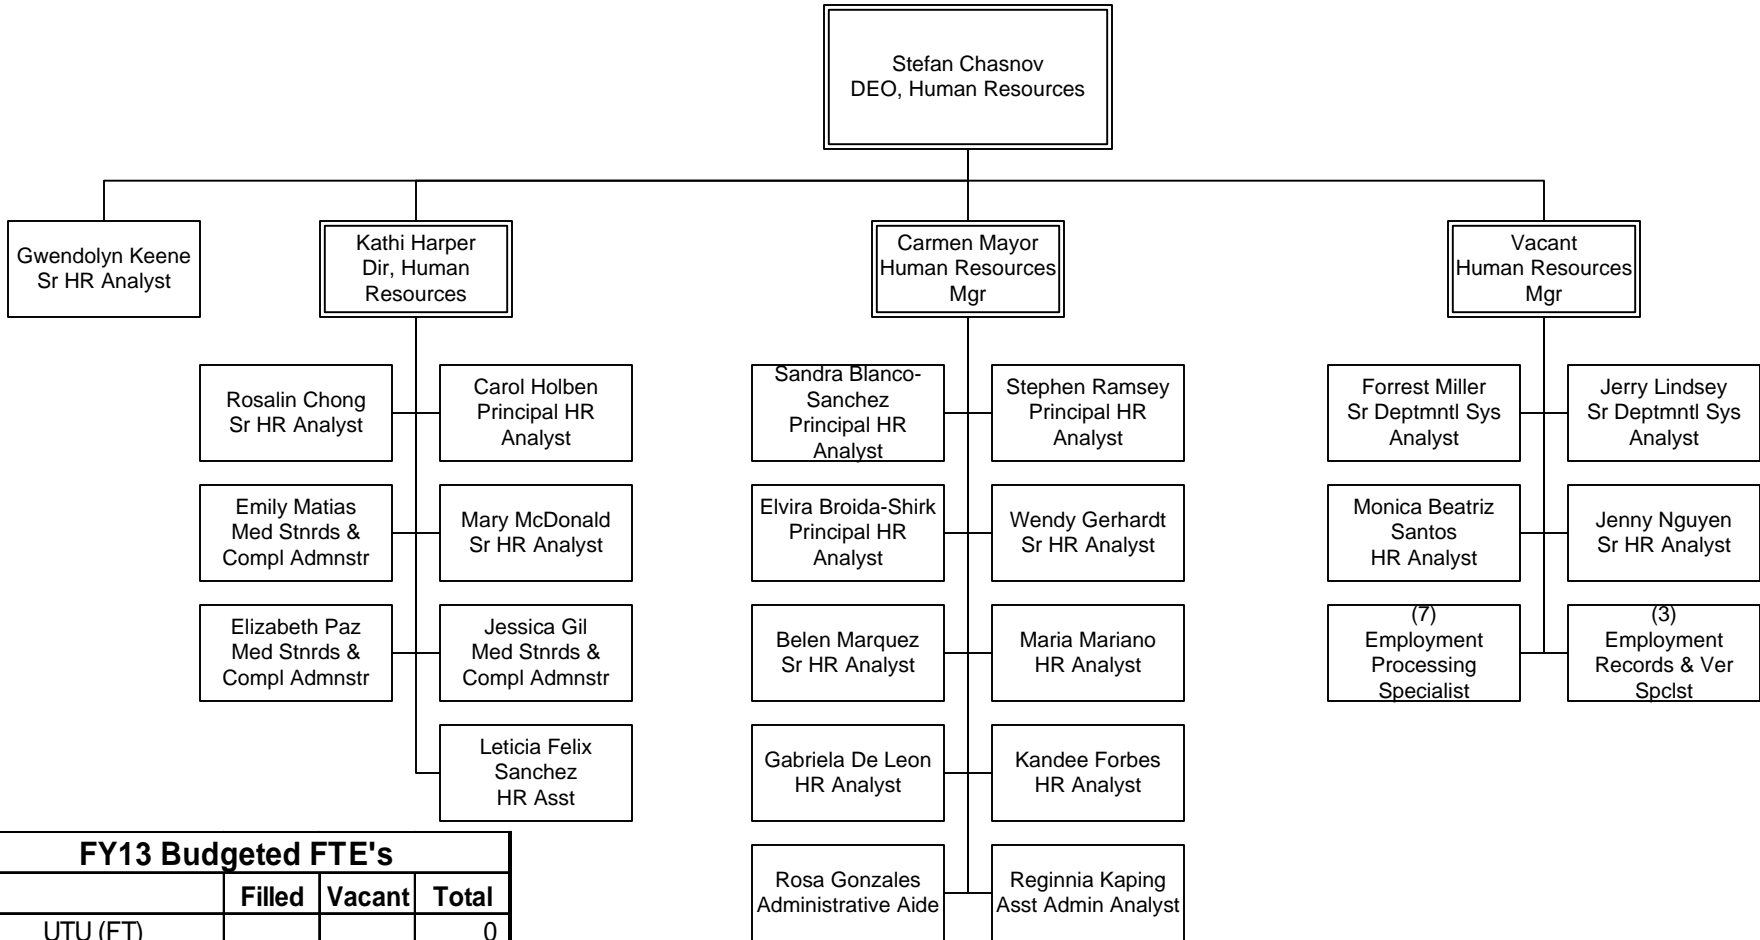 Stefan Chasnov
DEO, Human Resources
Gwendolyn Keene
Sr HR Analyst
Kathi Harper
Dir, Human
Resources
Carmen Mayor
Human Resources
Mgr
Vacant
Human Resources
Mgr
Rosalin Chong
Sr HR Analyst
Carol Holben
Principal HR
Analyst
Sandra Blanco-
Sanchez
Principal HR
Analyst
Stephen Ramsey
Principal HR
Analyst
Forrest Miller
Sr Deptmntl Sys
Analyst
Jerry Lindsey
Sr Deptmntl Sys
Analyst
Emily Matias
Med Stnrds &
Compl Admnstr
Mary McDonald
Sr HR Analyst
Elvira Broida-Shirk
Principal HR
Analyst
Wendy Gerhardt
Sr HR Analyst
Monica Beatriz
Santos
HR Analyst
Jenny Nguyen
Sr HR Analyst
Elizabeth Paz
Med Stnrds &
Compl Admnstr
Jessica Gil
Med Stnrds &
Compl Admnstr
Belen Marquez
Sr HR Analyst
Maria Mariano
HR Analyst
(7)
Employment
Processing
Specialist
(3)
Employment
Records & Ver
Spclst
Leticia Felix
Sanchez
HR Asst
Gabriela De Leon
HR Analyst
Kandee Forbes
HR Analyst
Rosa Gonzales
Administrative Aide
Reginnia Kaping
Asst Admin Analyst
FY13 Budgeted FTE's
Filled Vacant Total
UTU (FT) 0